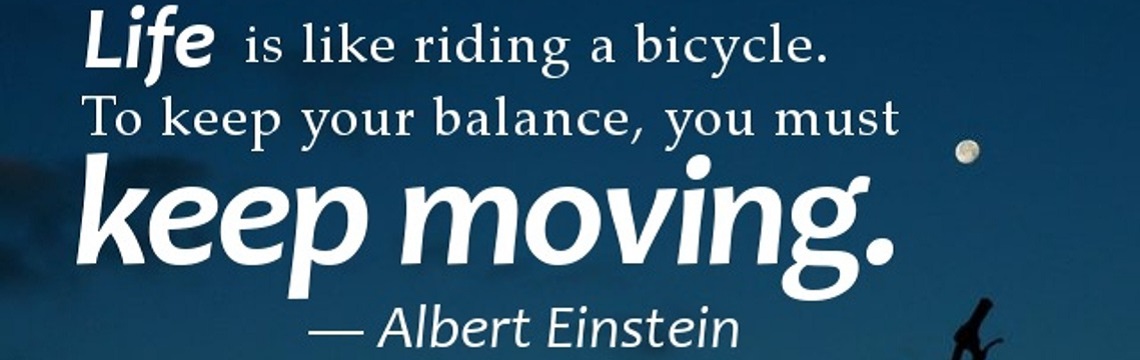 Life is like riding a bicycle.
To keep your balance, you must
keep moving.
— Albert Einstein